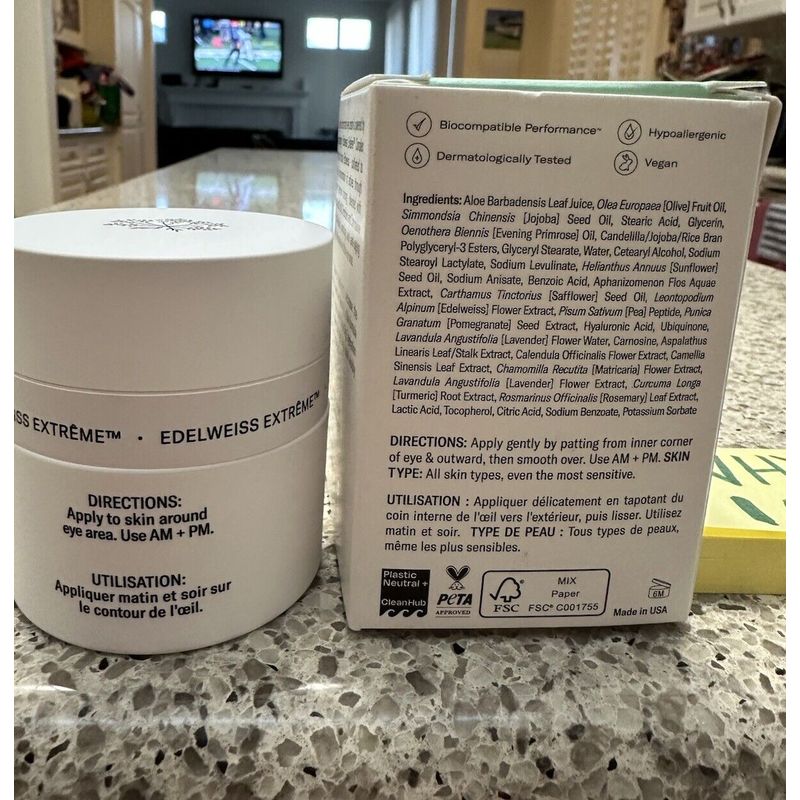 Biocompatible Performance™
Hypoallergenic
Dermatologically Tested
Vegan
Ingredients: Aloe Barbadensis Leaf Juice, Olea Europaea [Olive] Fruit Oil,
Simmondsia Chinensis [Jojoba] Seed Oil, Stearic Acid, Glycerin,
Oenothera Biennis [Evening Primrose] Oil, Candelilla/Jojoba/Rice Bran
Polyglyceryl-3 Esters, Glyceryl Stearate, Water, Cetearyl Alcohol, Sodium
Stearoyl Lactylate, Sodium Levulinate, Helianthus Annuus [Sunflower]
Seed Oil, Sodium Anisate, Benzoic Acid, Aphanizomenon Flos Aquae
Extract, Carthamus Tinctorius [Safflower] Seed Oil, Leontopodium
Alpinum [Edelweiss] Flower Extract, Pisum Sativum [Pea] Peptide, Punica
Granatum [Pomegranate] Seed Extract, Hyaluronic Acid, Ubiquinone,
Lavandula Angustifolia [Lavender] Flower Water, Carnosine, Aspalathus
Linearis Leaf/Stalk Extract, Calendula Officinalis Flower Extract, Camellia
Sinensis Leaf Extract, Chamomilla Recutita [Matricaria] Flower Extract,
Lavandula Angustifolia [Lavender] Flower Extract, Curcuma Longa
[Turmeric] Root Extract, Rosmarinus Officinalis [Rosemary] Leaf Extract,
Lactic Acid, Tocopherol, Citric Acid, Sodium Benzoate, Potassium Sorbate
DIRECTIONS: Apply gently by patting from inner corner
of eye & outward, then smooth over. Use AM + PM. SKIN
TYPE: All skin types, even the most sensitive.
UTILISATION : Appliquer délicatement en tapotant du
coin interne de l'œil vers l'extérieur, puis lisser. Utilisez
matin et soir. TYPE DE PEAU : Tous types de peaux,
même les plus sensibles.
Plastic
Neutral +
CleanHub
PETA
APPROVED
FSC
MIX
Paper
FSC® C001755
6M
Made in USA
ISS EXTRÊME™ · EDELWEISS EXTRÊME™
DIRECTIONS:
Apply to skin around
eye area. Use AM + PM.
UTILISATION:
Appliquer matin et soir sur
le contour de l'œil.